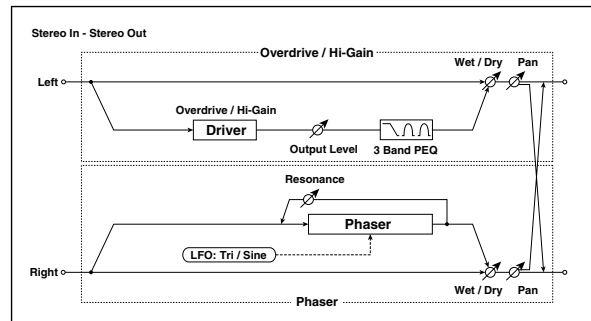 Stereo In - Stereo Out
Overdrive / Hi-Gain
Wet / Dry
Pan
Left
Overdrive / Hi-Gain
Driver
Output Level
3 Band PEQ
Resonance
Phaser
LFO: Tri / Sine
Right
Wet / Dry
Pan
Phaser